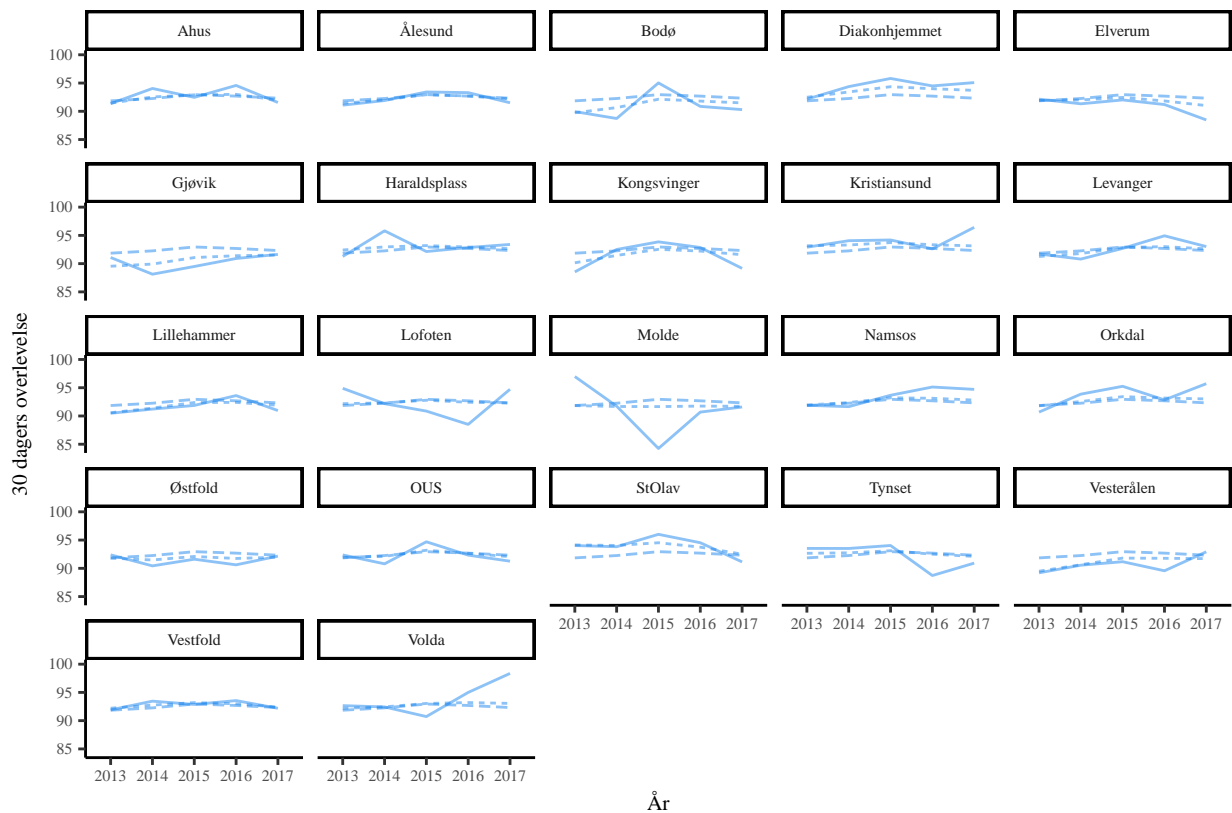 Ahus
Ålesund
Bodø
Diakonhjemmet
Elverum
100
95
90
85
Gjøvik
Haraldsplass
Kongsvinger
Kristiansund
Levanger
100
95
90
85
Lillehammer
Lofoten
Molde
Namsos
Orkdal
100
95
90
85
Østfold
OUS
StOlav
Tynset
Vesterålen
100
95
90
85
2013 2014 2015 2016 2017
2013 2014 2015 2016 2017
2013 2014 2015 2016 2017
Vestfold
Volda
100
95
90
85
2013 2014 2015 2016 2017
2013 2014 2015 2016 2017
30 dagers overlevelse
År